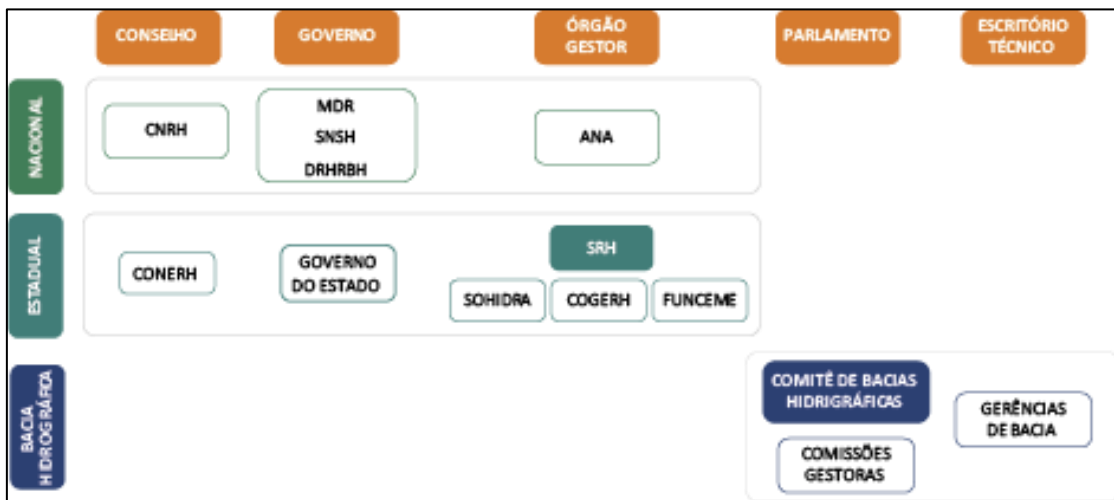 CONSELHO
GOVERNO
ÓRGÃO
GESTOR
PARLAMENTO
ESCRITÓRIO
TÉCNICO
NACIONAL
CNRH
MDR
SNSH
DRHRBH
ANA
ESTADUAL
CONERH
GOVERNO
DO ESTADO
SRH
SOHIDRA
COGERH
FUNCEME
BACIA
HIDROGRÁFICA
COMITÊ DE BACIAS
HIDRIGRÁFICAS
COMISSÕES
GESTORAS
GERÊNCIAS
DE BACIA